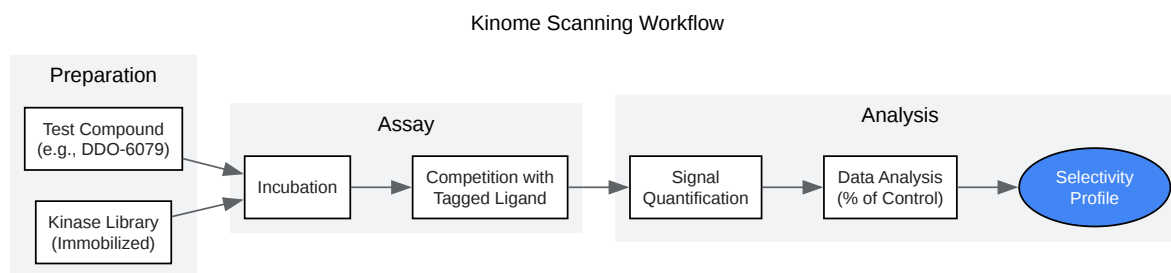 Kinome Scanning Workflow
Preparation
Test Compound
(e.g., DDO-6079)
Kinase Library
(Immobilized)
Assay
Incubation
Competition with
Tagged Ligand
Analysis
Signal
Quantification
Data Analysis
(% of Control)
Selectivity
Profile